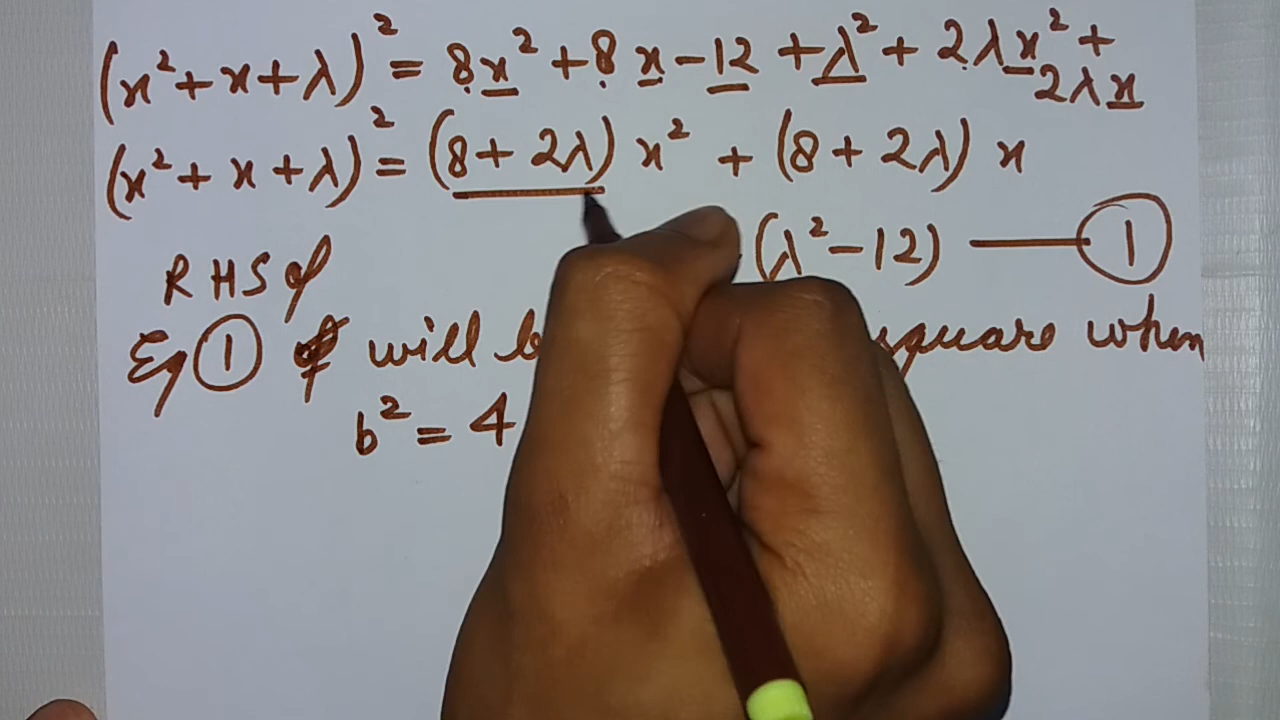 (x² + x + λ)² = 8x² + 8x - 12 + λ² + 2λx² +
2λx
(x² + x + λ)² = (8 + 2λ) x² + (8 + 2λ) x
(λ² - 12) — 1
RHS of
Eq 1 will square when
b² = 4